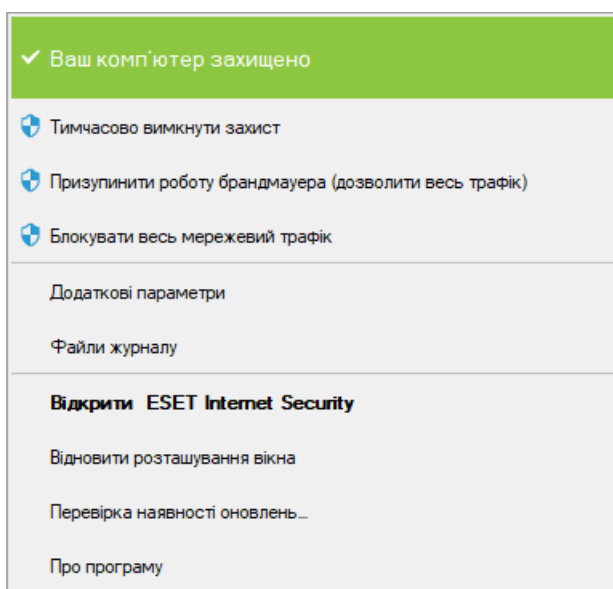 Ваш комп'ютер захищено
Тимчасово вимкнути захист
Призупинити роботу брандмауера (дозволити весь трафік)
Блокувати весь мережевий трафік
Додаткові параметри
Файли журналу
Відкрити ESET Internet Security
Відновити розташування вікна
Перевірка наявності оновлень...
Про програму